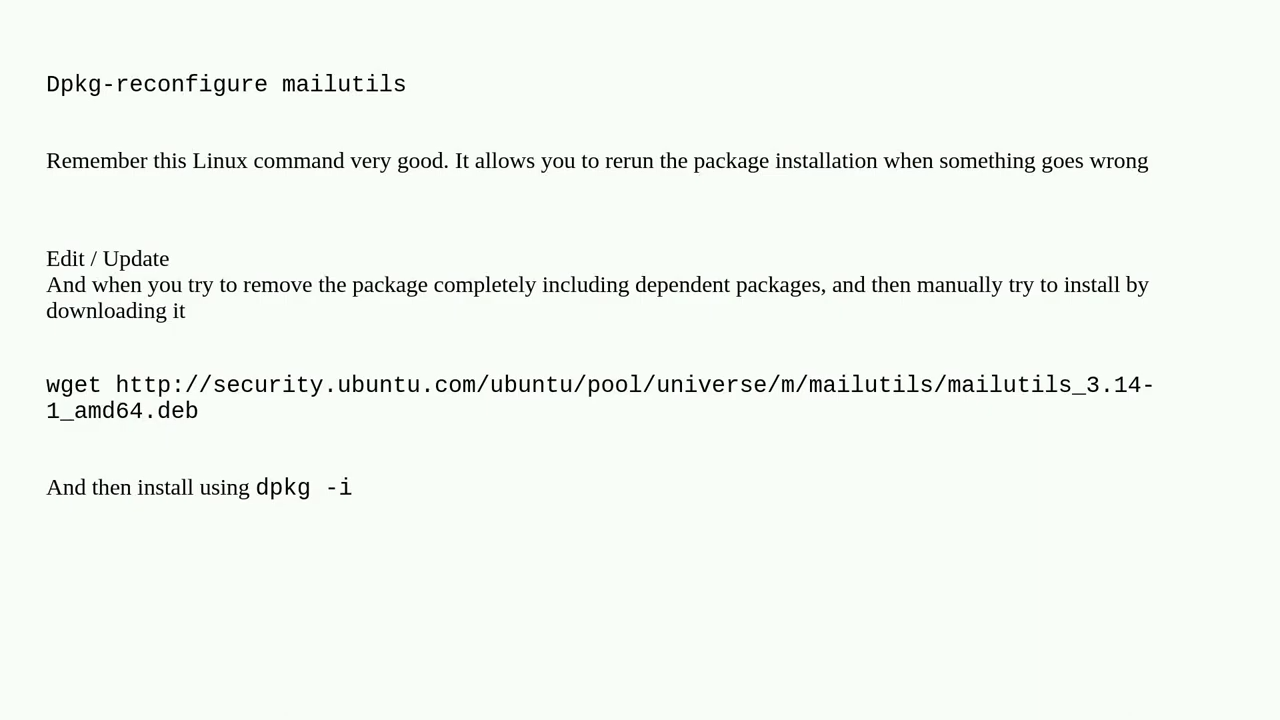 Dpkg-reconfigure mailutils
Remember this Linux command very good. It allows you to rerun the package installation when something goes wrong
Edit / Update
And when you try to remove the package completely including dependent packages, and then manually try to install by
downloading it
wget http://security.ubuntu.com/ubuntu/pool/universe/m/mailutils/mailutils_3.14-
1_amd64.deb
And then install using dpkg -i